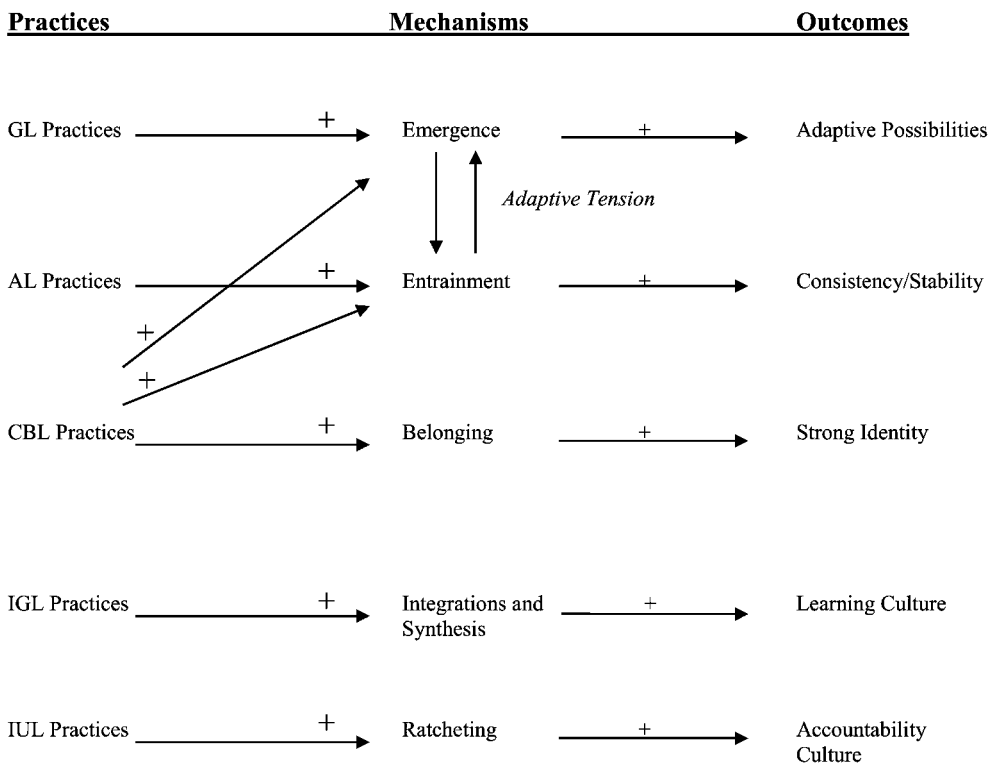 Practices Mechanisms Outcomes
GL Practices + Emergence + Adaptive Possibilities
Adaptive Tension
AL Practices + Entrainment + Consistency/Stability
+
+
CBL Practices + Belonging + Strong Identity
IGL Practices + Integrations and + Learning Culture
Synthesis
IUL Practices + Ratcheting + Accountability
Culture